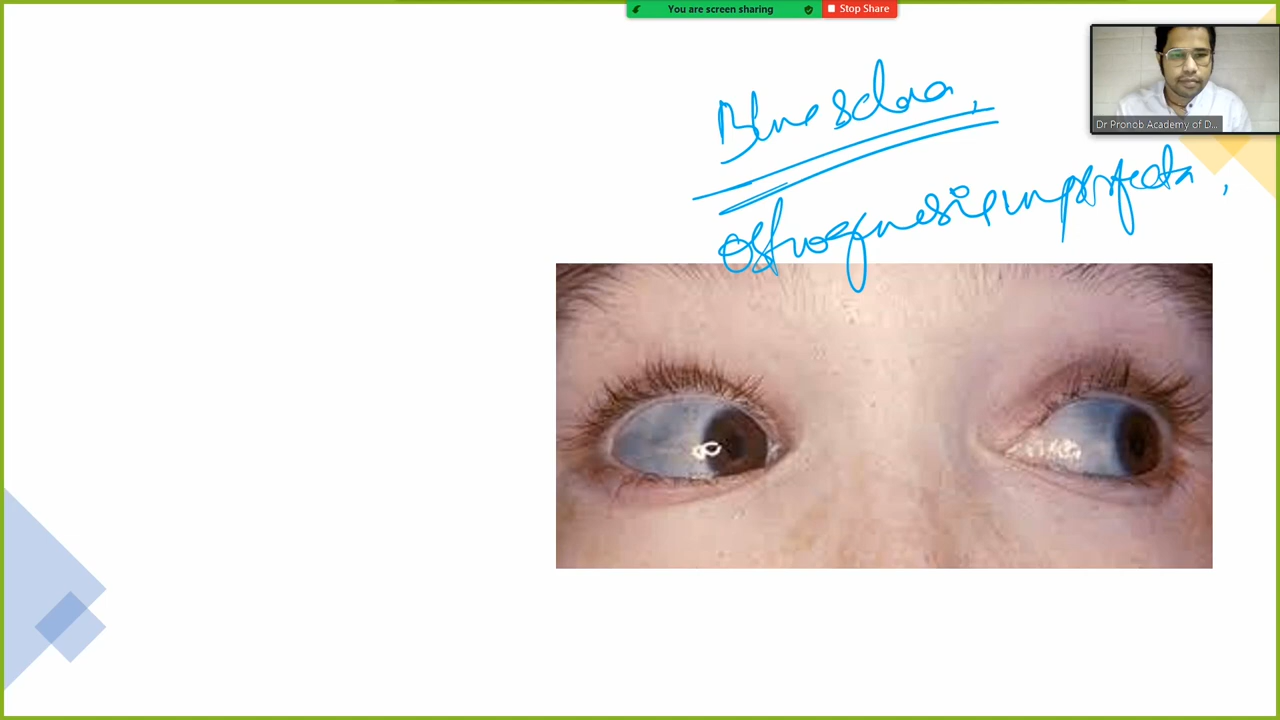 You are screen sharing
Stop Share
Blue sclera,
Dr Pronob Academy of D...
osteogenesis imperfecta,